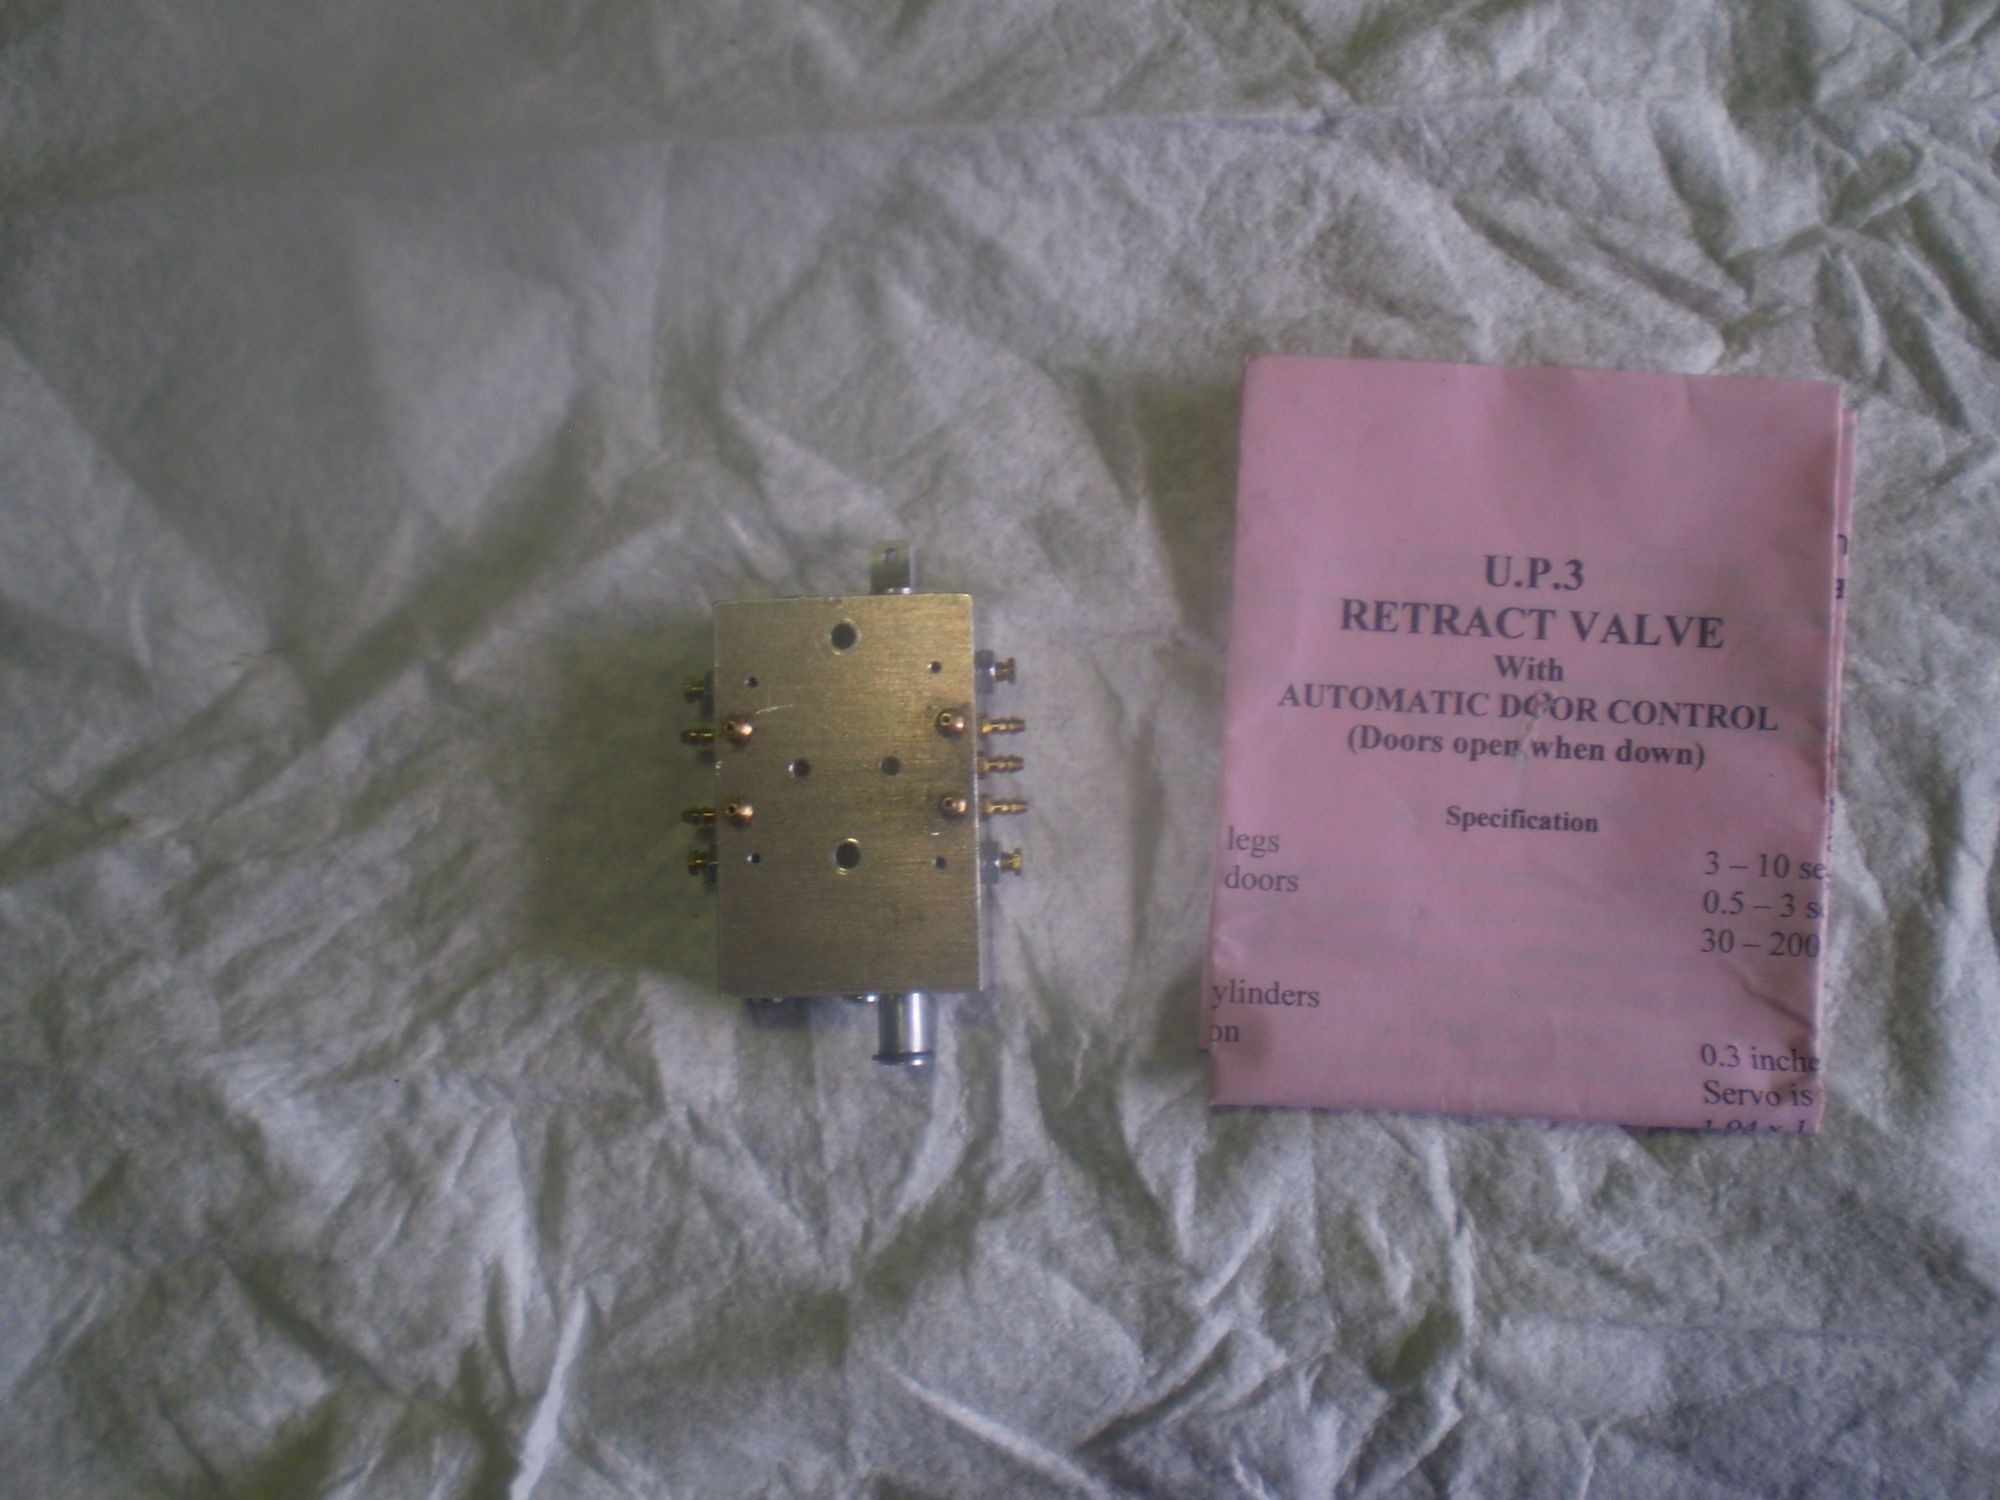 U.P.3
RETRACT VALVE
With
AUTOMATIC DOOR CONTROL
(Doors open when down)
Specification
legs
3 – 10 se
doors
0.5 – 3 s
30 – 200
ylinders
on
0.3 inche
Servo is